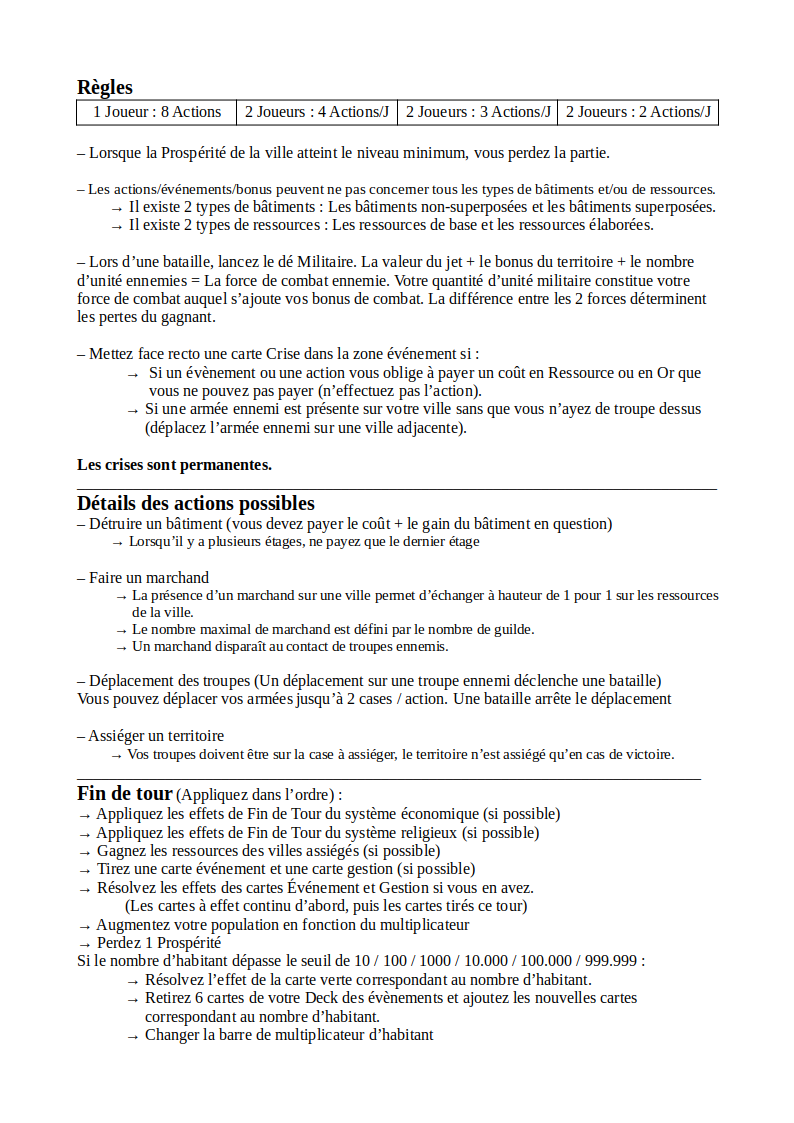 Règles
1 Joueur : 8 Actions 2 Joueurs : 4 Actions/J 2 Joueurs : 3 Actions/J 2 Joueurs : 2 Actions/J
– Lorsque la Prospérité de la ville atteint le niveau minimum, vous perdez la partie.
– Les actions/événements/bonus peuvent ne pas concerner tous les types de bâtiments et/ou de ressources.
→ Il existe 2 types de bâtiments : Les bâtiments non-superposées et les bâtiments superposées.
→ Il existe 2 types de ressources : Les ressources de base et les ressources élaborées.
– Lors d’une bataille, lancez le dé Militaire. La valeur du jet + le bonus du territoire + le nombre
d’unité ennemies = La force de combat ennemie. Votre quantité d’unité militaire constitue votre
force de combat auquel s’ajoute vos bonus de combat. La différence entre les 2 forces déterminent
les pertes du gagnant.
– Mettez face recto une carte Crise dans la zone événement si :
→ Si un évènement ou une action vous oblige à payer un coût en Ressource ou en Or que
vous ne pouvez pas payer (n’effectuez pas l’action).
→ Si une armée ennemi est présente sur votre ville sans que vous n’ayez de troupe dessus
(déplacez l’armée ennemi sur une ville adjacente).
Les crises sont permanentes.
Détails des actions possibles
– Détruire un bâtiment (vous devez payer le coût + le gain du bâtiment en question)
→ Lorsqu’il y a plusieurs étages, ne payez que le dernier étage
– Faire un marchand
→ La présence d’un marchand sur une ville permet d’échanger à hauteur de 1 pour 1 sur les ressources
de la ville.
→ Le nombre maximal de marchand est défini par le nombre de guilde.
→ Un marchand disparaît au contact de troupes ennemis.
– Déplacement des troupes (Un déplacement sur une troupe ennemi déclenche une bataille)
Vous pouvez déplacer vos armées jusqu’à 2 cases / action. Une bataille arrête le déplacement
– Assiéger un territoire
→ Vos troupes doivent être sur la case à assiéger, le territoire n’est assiégé qu’en cas de victoire.
Fin de tour (Appliquez dans l’ordre) :
→ Appliquez les effets de Fin de Tour du système économique (si possible)
→ Appliquez les effets de Fin de Tour du système religieux (si possible)
→ Gagnez les ressources des villes assiégés (si possible)
→ Tirez une carte événement et une carte gestion (si possible)
→ Résolvez les effets des cartes Événement et Gestion si vous en avez.
(Les cartes à effet continu d’abord, puis les cartes tirés ce tour)
→ Augmentez votre population en fonction du multiplicateur
→ Perdez 1 Prospérité
Si le nombre d’habitant dépasse le seuil de 10 / 100 / 1000 / 10.000 / 100.000 / 999.999 :
→ Résolvez l’effet de la carte verte correspondant au nombre d’habitant.
→ Retirez 6 cartes de votre Deck des évènements et ajoutez les nouvelles cartes
correspondant au nombre d’habitant.
→ Changer la barre de multiplicateur d’habitant